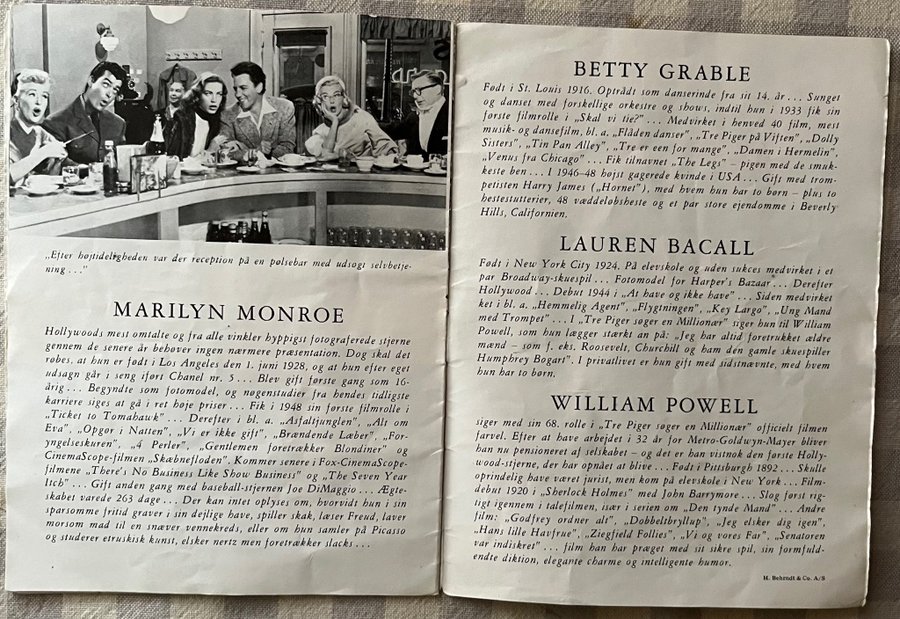 „Efter højtideligheden var der reception på en pølsebar med udsøgt selvbetje-
ning . . .”
MARILYN MONROE
Hollywoods mest omtalte og fra alle vinkler hyppigst fotograferede stjerne
gennem de senere år behøver ingen nærmere præsentation. Dog skal det
røbes, at hun er født i Los Angeles den 1. juni 1928, og at hun efter eget
udsagn går i seng iført Chanel nr. 5 . . . Blev gift første gang som 16-
årig . . . Begyndte som fotomodel, og nøgenstudier fra hendes tidligste
karriere siges at gå i ret høje priser . . . Fik i 1948 sin første filmrolle i
„Ticket to Tomahawk” . . . Derefter i bl. a. „Asfaltjunglen”, „Alt om
Eva”, „Opgør i Natten”, „Vi er ikke gift”, „Brændende Læber”, „For-
yngelseskuren”, „4 Perler”, „Gentlemen foretrækker Blondiner” og
CinemaScope-filmen „Skæbnefloden”. Kommer senere i Fox-CinemaScope-
filmene „There's No Business Like Show Business” og „The Seven Year
Itch” . . . Gift anden gang med baseball-stjernen Joe DiMaggio . . . Ægte-
skabet varede 263 dage . . . Der kan intet oplyses om, hvorvidt hun i sin
sparsomme fritid graver i sin dejlige have, spiller skak, læser Freud, laver
morsom mad til en snæver vennekreds, eller om hun samler på Picasso
og studerer etruskisk kunst, elsker nertz men foretrækker slacks . . .
BETTY GRABLE
Født i St. Louis 1916. Optrådt som danserinde fra sit 14. år . . . Sunget
og danset med forskellige orkestre og shows, indtil hun i 1933 fik sin
første filmrolle i „Skal vi tie?” . . . Medvirket i henved 40 film, mest
musik- og dansefilm, bl. a. „Flåden danser”, „Tre Piger på Viften”, „Dolly
Sisters”, „Tin Pan Alley”, „Tre er een for mange”, „Damen i Hermelin”,
„Venus fra Chicago” . . . Fik tilnavnet "The Legs” – pigen med de smuk-
keste ben . . . I 1946–48 højst gagerede kvinde i USA . . . Gift med trom-
petisten Harry James („Hornet”), med hvem hun har to børn – plus to
hestestutterier, 48 væddeløbsheste og et par store ejendomme i Beverly
Hills, Californien.
LAUREN BACALL
Født i New York City 1924. På elevskole og uden sukces medvirket i et
par Broadway-skuespil . . . Fotomodel for Harper's Bazaar . . . Derefter
Hollywood . . . Debut 1944 i „At have og ikke have” . . . Siden medvirket
ket i bl. a. „Hemmelig Agent”, „Flygtningen”, „Key Largo”, „Ung Mand
med Trompet” . . . I „Tre Piger søger en Millionær” siger hun til William
Powell, som hun lægger stærkt an på: „Jeg har altid foretrukket ældre
mænd – som f. eks. Roosevelt, Churchill og ham den gamle skuespiller
Humphrey Bogart”. I privatlivet er hun gift med sidstnævnte, med hvem
hun har to børn.
WILLIAM POWELL
siger med sin 68. rolle i „Tre Piger søger en Millionær” officielt filmen
farvel. Efter at have arbejdet i 32 år for Metro-Goldwyn-Mayer bliver
han nu pensioneret af selskabet – og det er han vistnok den første Holly-
wood-stjerne, der har opnået at blive . . . Født i Pittsburgh 1892 . . . Skulle
oprindelig have været jurist, men kom på elevskole i New York . . . Film-
debut 1920 i „Sherlock Holmes” med John Barrymore . . . Slog først rig-
tigt igennem i talefilmen, især i serien om „Den tynde Mand” . . . Andre
film: „Godfrey ordner alt”, „Dobbeltbryllup”, „Jeg elsker dig igen”,
„Hans lille Havfrue”, „Ziegfield Follies”, „Vi og vores Far”, „Senatoren
var indiskret” . . . film han har præget med sit sikre spil, sin formfuld-
endte diktion, elegante charme og intelligente humor.
H. Behrndt & Co. A/S